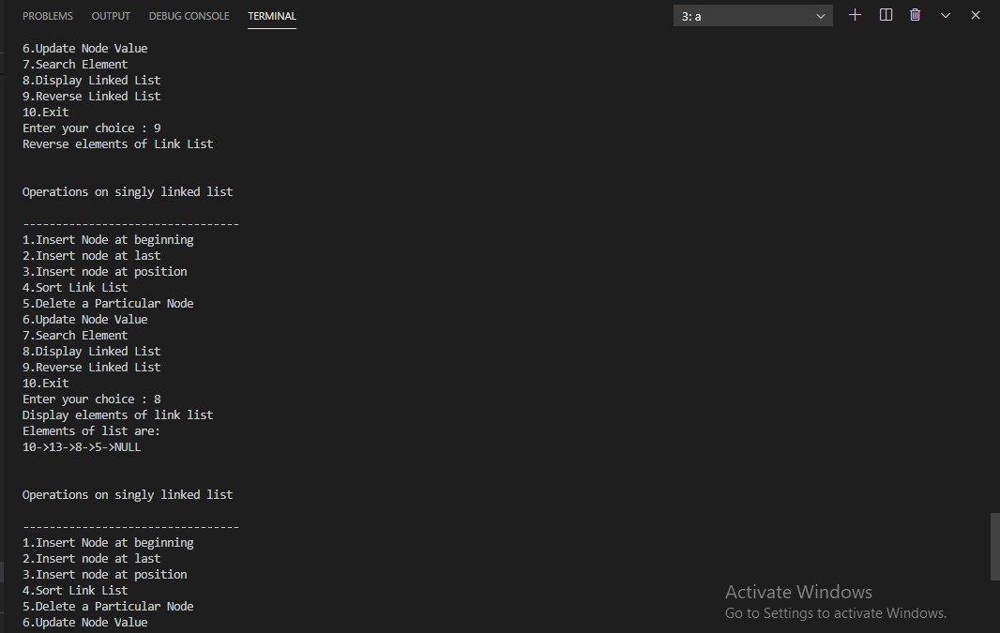 PROBLEMS OUTPUT DEBUG CONSOLE TERMINAL 3: a
6.Update Node Value
7.Search Element
8.Display Linked List
9.Reverse Linked List
10.Exit
Enter your choice : 9
Reverse elements of Link List
Operations on singly linked list
---------------------------------
1.Insert Node at beginning
2.Insert node at last
3.Insert node at position
4.Sort Link List
5.Delete a Particular Node
6.Update Node Value
7.Search Element
8.Display Linked List
9.Reverse Linked List
10.Exit
Enter your choice : 8
Display elements of link list
Elements of list are:
10->13->8->5->NULL
Operations on singly linked list
---------------------------------
1.Insert Node at beginning
2.Insert node at last
3.Insert node at position
4.Sort Link List
5.Delete a Particular Node
6.Update Node Value
Activate Windows
Go to Settings to activate Windows.